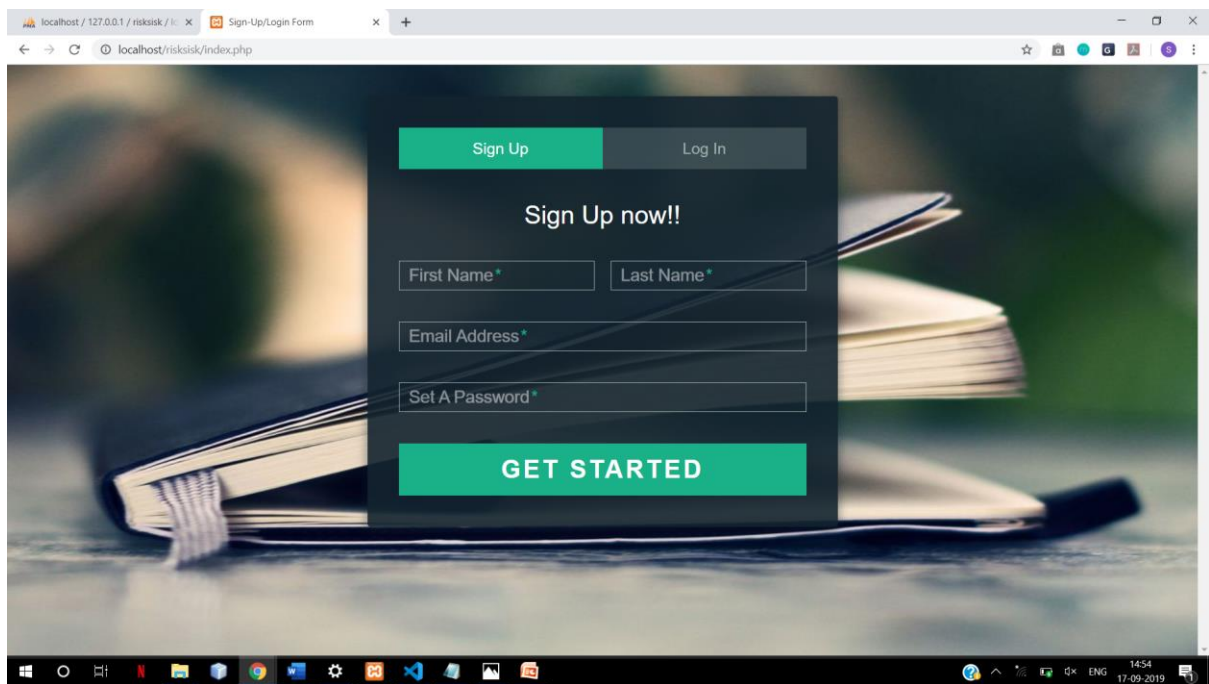 localhost / 127.0.0.1 / risksisk / lo
Sign-Up/Login Form
localhost/risksisk/index.php
Sign Up
Log In
Sign Up now!!
First Name*
Last Name*
Email Address*
Set A Password*
GET STARTED
ENG
14:54
17-09-2019